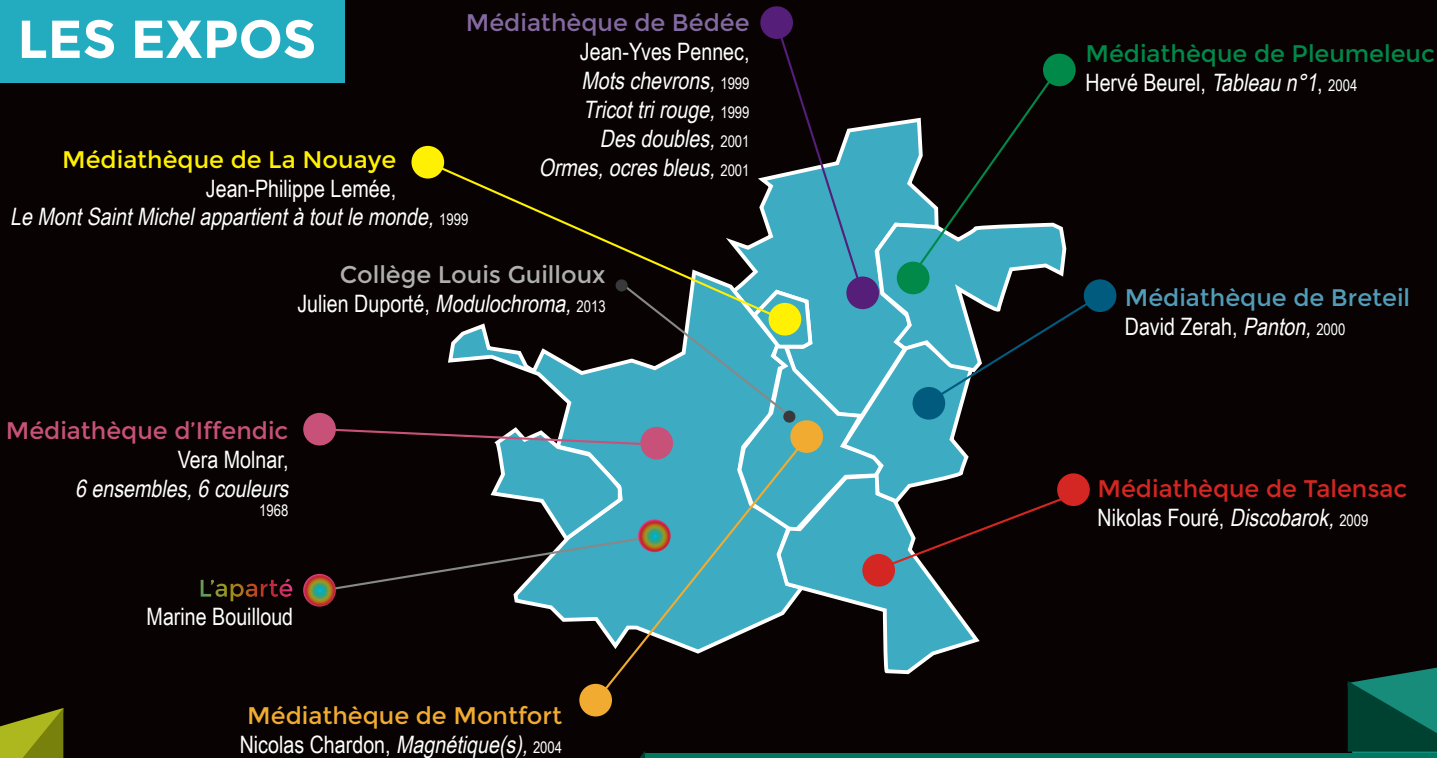 LES EXPOS
Médiathèque de Bédée
Jean-Yves Pennec,
Mots chevrons, 1999
Tricot tri rouge, 1999
Des doubles, 2001
Ormes, ocres bleus, 2001
Médiathèque de Pleumeleuc
Hervé Beurel, Tableau n°1, 2004
Médiathèque de La Nouaye
Jean-Philippe Lemée,
Le Mont Saint Michel appartient à tout le monde, 1999
Collège Louis Guilloux
Julien Duporté, Modulochroma, 2013
Médiathèque de Breteil
David Zerah, Panton, 2000
Médiathèque d'Iffendic
Vera Molnar,
6 ensembles, 6 couleurs
1968
Médiathèque de Talensac
Nikolas Fouré, Discobarok, 2009
L'aparté
Marine Bouilloud
Médiathèque de Montfort
Nicolas Chardon, Magnétique(s), 2004